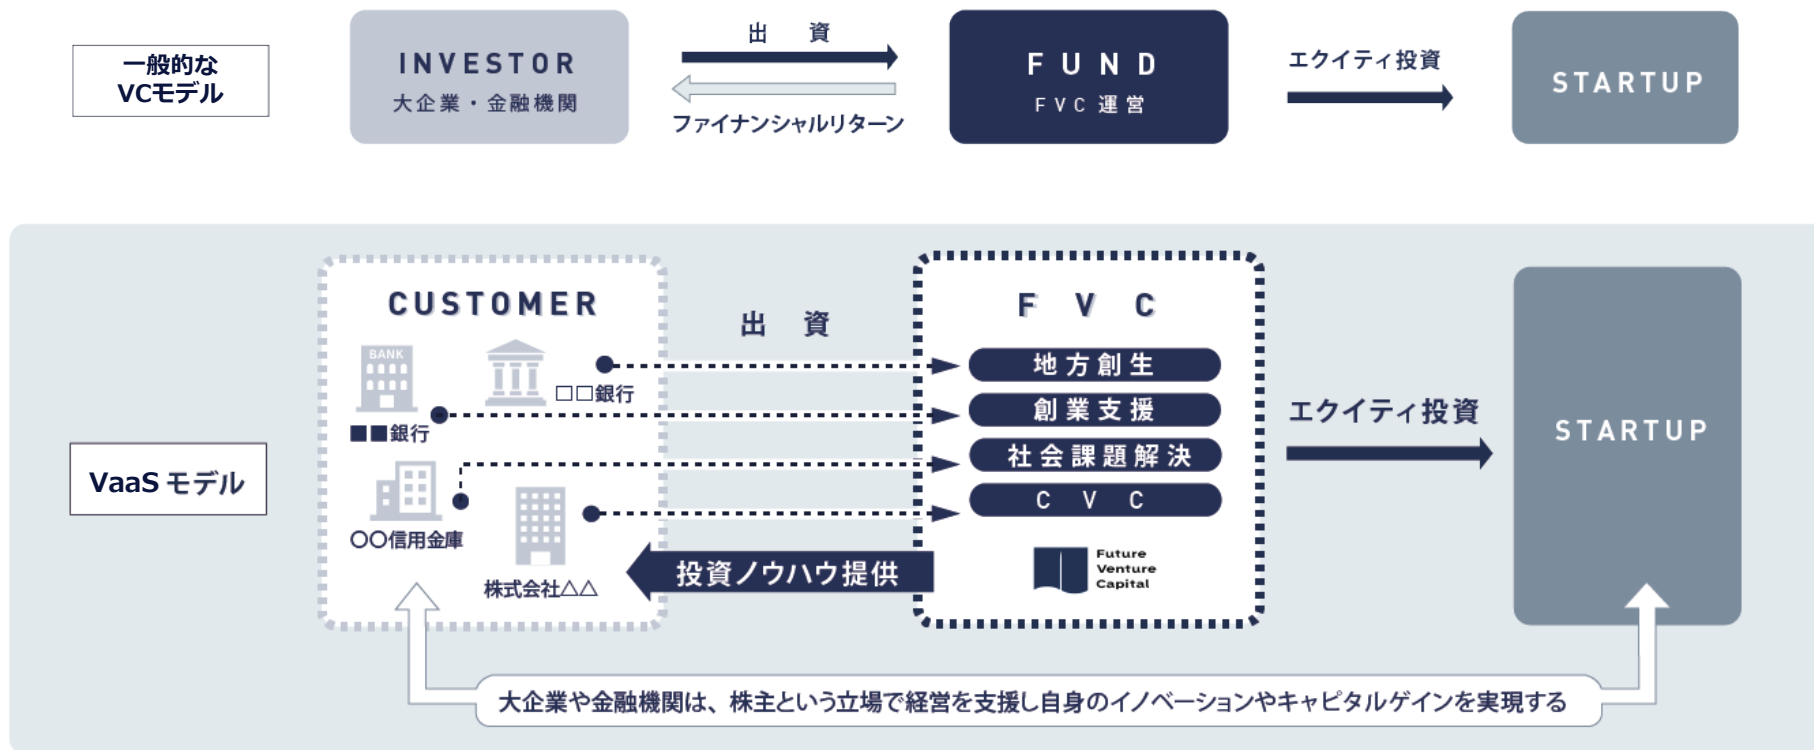 一般的な
VCモデル
INVESTOR
大企業・金融機関
出 資
ファイナンシャルリターン
FUND
FVC 運営
エクイティ投資
STARTUP
VaaS モデル
CUSTOMER
BANK
□□銀行
■■銀行
〇〇信用金庫
株式会社△△
出 資
投資ノウハウ提供
FVC
地方創生
創業支援
社会課題解決
CVC
Future
Venture
Capital
エクイティ投資
STARTUP
大企業や金融機関は、株主という立場で経営を支援し自身のイノベーションやキャピタルゲインを実現する